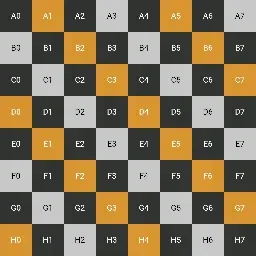 A0 A1 A2 A3 A4 A5 A6 A7
B0 B1 B2 B3 B4 B5 B6 B7
C0 C1 C2 C3 C4 C5 C6 C7
D0 D1 D2 D3 D4 D5 D6 D7
E0 E1 E2 E3 E4 E5 E6 E7
F0 F1 F2 F3 F4 F5 F6 F7
G0 G1 G2 G3 G4 G5 G6 G7
H0 H1 H2 H3 H4 H5 H6 H7